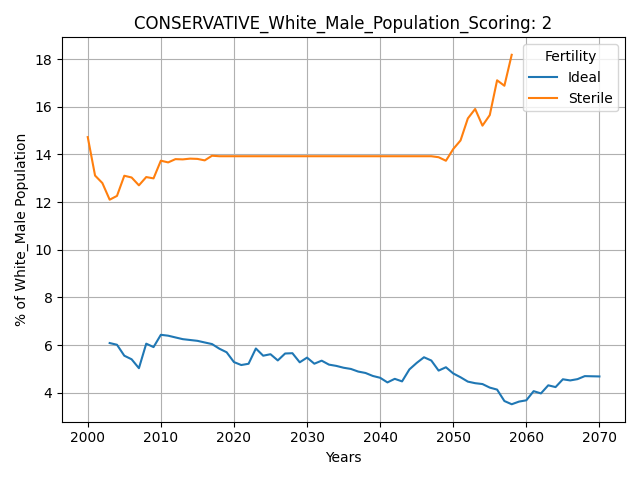 CONSERVATIVE_White_Male_Population_Scoring: 2
Fertility
Ideal
Sterile
% of White_Male Population
18
16
14
12
10
8
6
4
2000 2010 2020 2030 2040 2050 2060 2070
Years